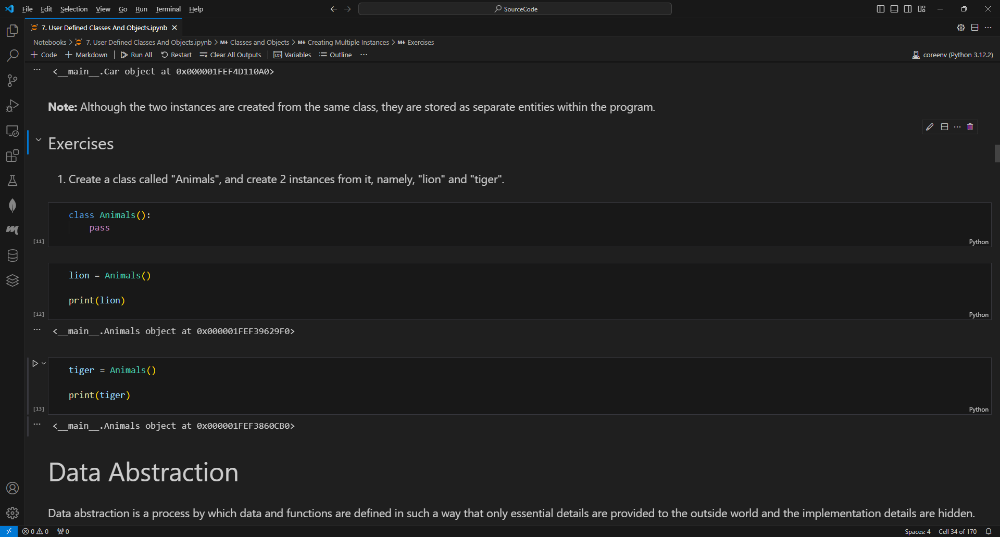 File Edit Selection View Go Run Terminal Help
SourceCode
7. User Defined Classes And Objects.ipynb
Notebooks > 7. User Defined Classes And Objects.ipynb > M↓ Classes and Objects > M↓ Creating Multiple Instances > M↓ Exercises
+ Code + Markdown | Run All Restart Clear All Outputs | Variables Outline ...
coreenv (Python 3.12.2)
... <__main__.Car object at 0x000001FEF4D110A0>
Note: Although the two instances are created from the same class, they are stored as separate entities within the program.
Exercises
1. Create a class called "Animals", and create 2 instances from it, namely, "lion" and "tiger".
class Animals():
pass
[11]
Python
lion = Animals()
print(lion)
[12]
Python
... <__main__.Animals object at 0x000001FEF39629F0>
tiger = Animals()
print(tiger)
[13]
Python
... <__main__.Animals object at 0x000001FEF3860CB0>
Data Abstraction
Data abstraction is a process by which data and functions are defined in such a way that only essential details are provided to the outside world and the implementation details are hidden.
0 0 0
Spaces: 4 Cell 34 of 170